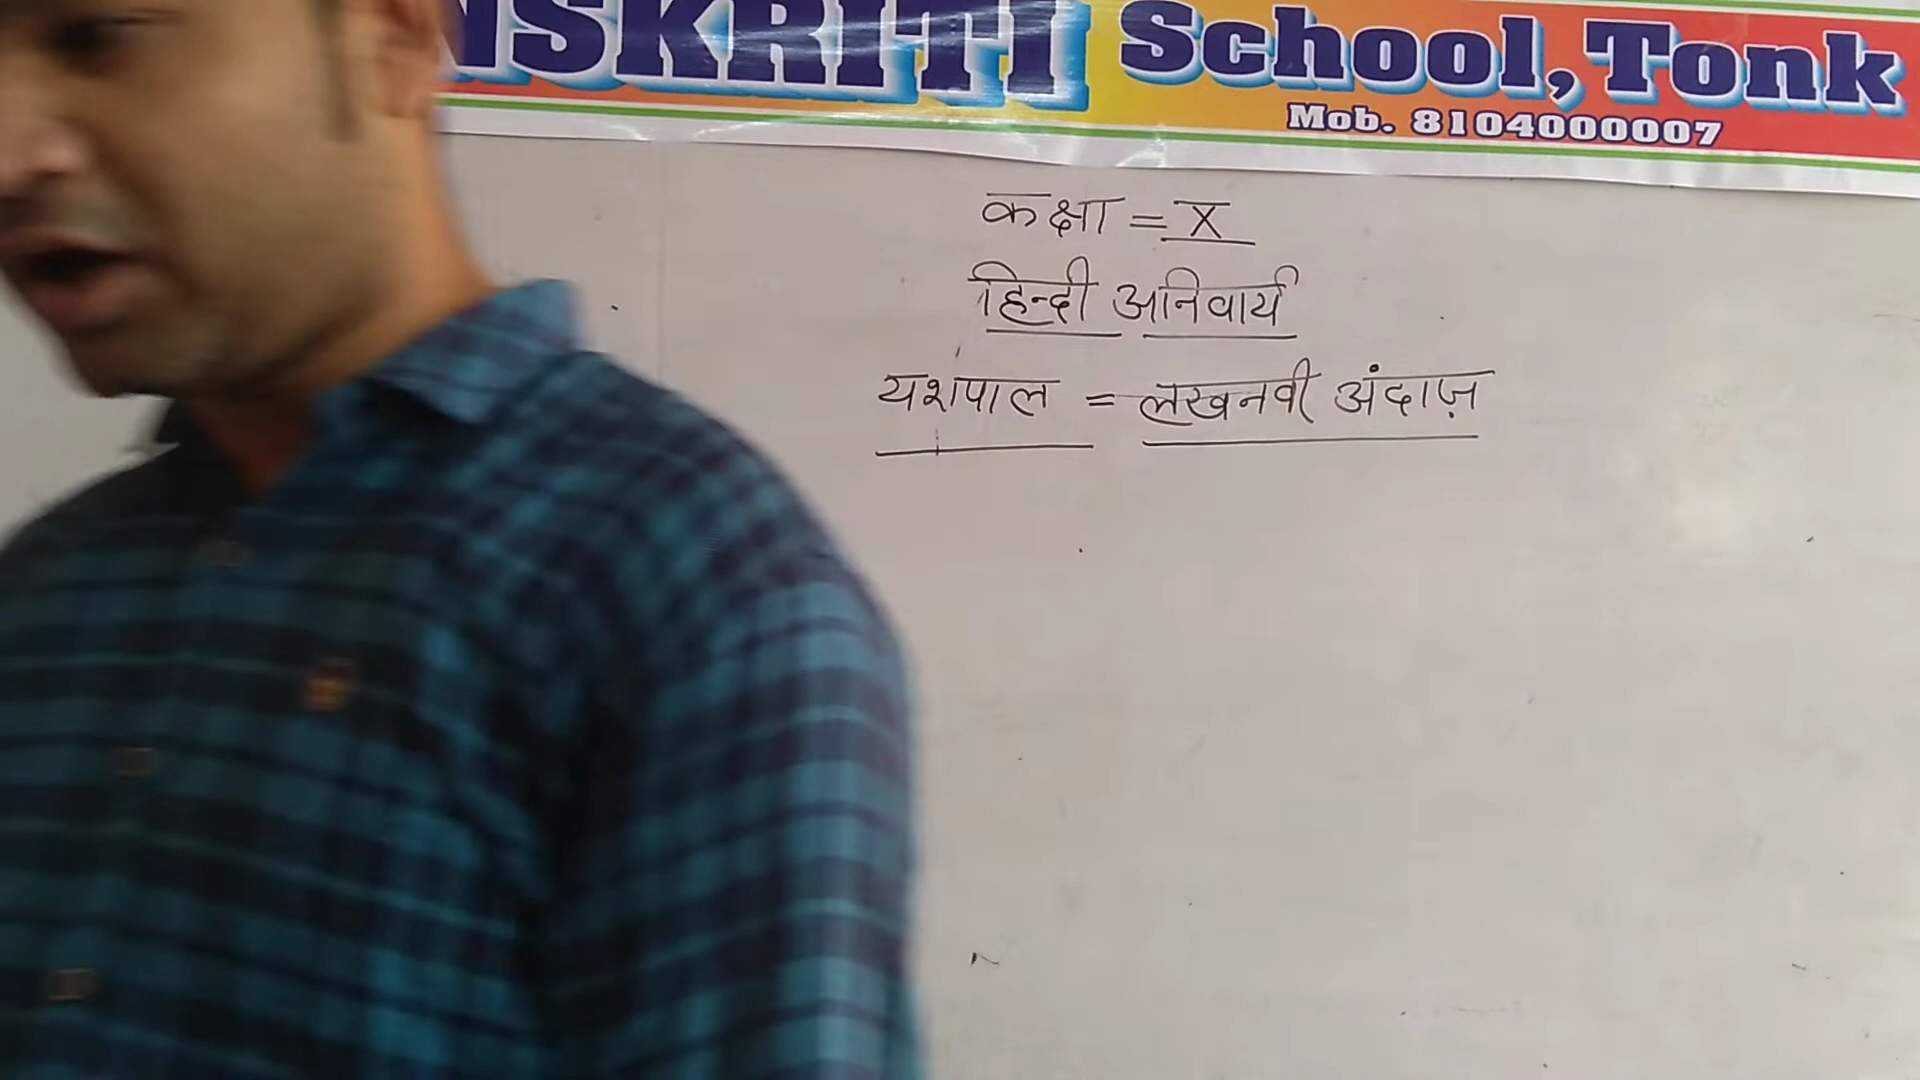 NSKRITI School, Tonk
Mob. 8104000007
कक्षा = X
हिन्दी अनिवार्य
यशपाल = लखनवी अंदाज़